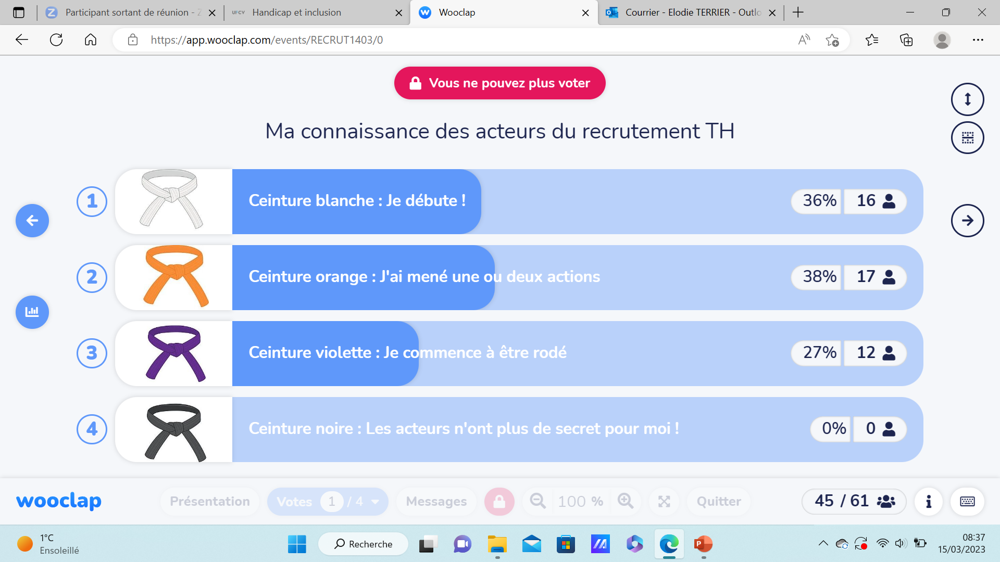 Participant sortant de réunion - Z
UFCV Handicap et inclusion
Wooclap
Courrier - Elodie TERRIER - Outlo
https://app.wooclap.com/events/RECRUT1403/0
Vous ne pouvez plus voter
Ma connaissance des acteurs du recrutement TH
1 Ceinture blanche : Je débute ! 36% 16
2 Ceinture orange : J'ai mené une ou deux actions 38% 17
3 Ceinture violette : Je commence à être rodé 27% 12
4 Ceinture noire : Les acteurs n'ont plus de secret pour moi ! 0% 0
wooclap Présentation Votes 1 / 4 Messages 100 % Quitter 45 / 61
1°C
Ensoleillé
Recherche
08:37
15/03/2023